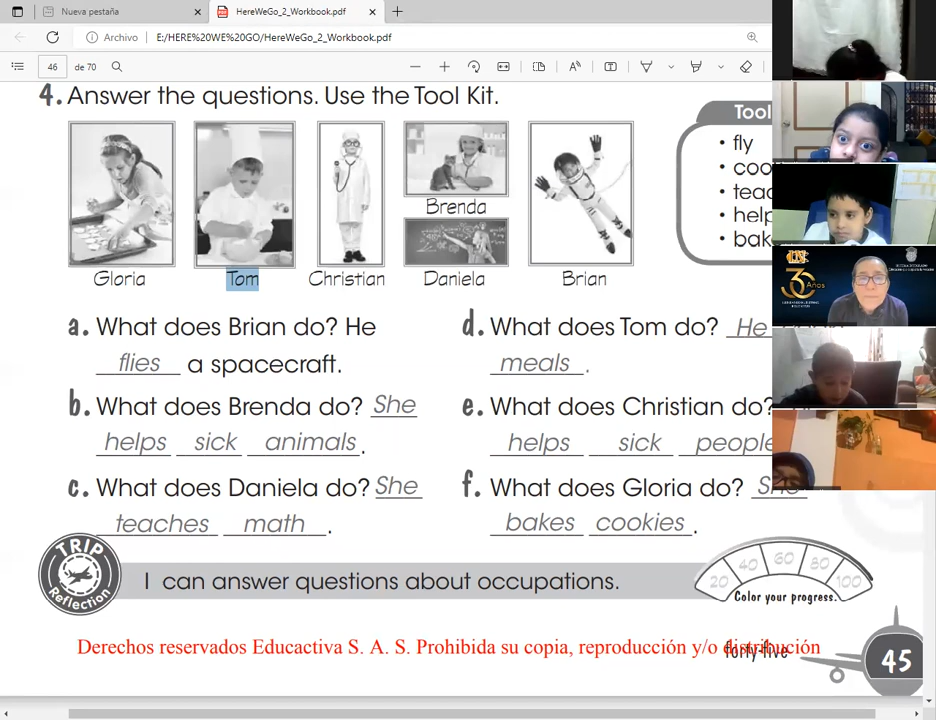 Nueva pestaña
HereWeGo_2_Workbook.pdf
Archivo
E:/HERE%20WE%20GO/HereWeGo_2_Workbook.pdf
46 de 70
4. Answer the questions. Use the Tool Kit.
Tool
• fly
Brenda
Gloria
Tom
Christian
Daniela
Brian
a. What does Brian do? He
flies a spacecraft.
b. What does Brenda do? She
helps sick animals.
c. What does Daniela do? She
teaches math.
d. What does Tom do? He
meals.
e. What does Christian do?
helps sick people
f. What does Gloria do? She
bakes cookies.
TRIP
Reflection
I can answer questions about occupations.
20 40 60 80 100
Color your progress.
Derechos reservados Educactiva S. A. S. Prohibida su copia, reproducción y/o distribución
forty-five
45
30
Años